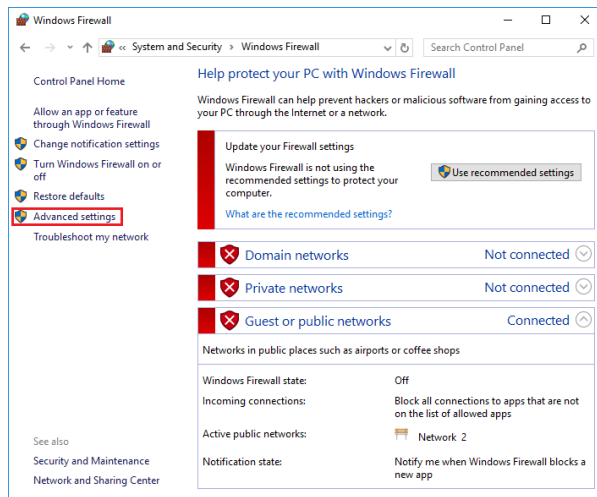 Windows Firewall
« System and Security › Windows Firewall
Search Control Panel
Control Panel Home
Allow an app or feature
through Windows Firewall
Change notification settings
Turn Windows Firewall on or
off
Restore defaults
Advanced settings
Troubleshoot my network
See also
Security and Maintenance
Network and Sharing Center
Help protect your PC with Windows Firewall
Windows Firewall can help prevent hackers or malicious software from gaining access to
your PC through the Internet or a network.
Update your Firewall settings
Windows Firewall is not using the
recommended settings to protect your
computer.
Use recommended settings
What are the recommended settings?
Domain networks Not connected
Private networks Not connected
Guest or public networks Connected
Networks in public places such as airports or coffee shops
Windows Firewall state: Off
Incoming connections: Block all connections to apps that are not
on the list of allowed apps
Active public networks: Network 2
Notification state: Notify me when Windows Firewall blocks a
new app